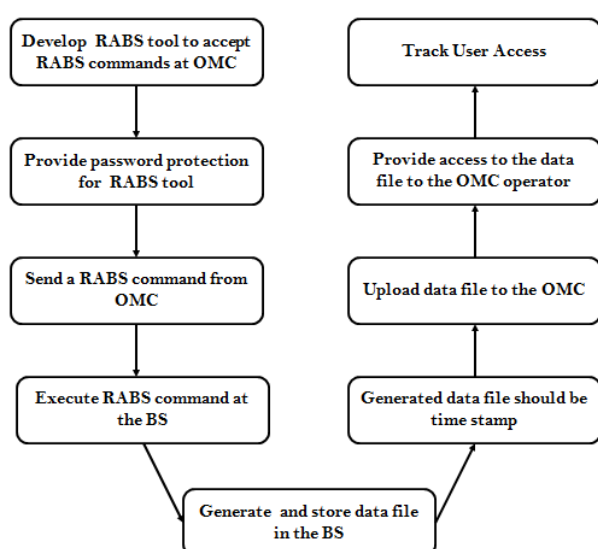 Develop RABS tool to accept
RABS commands at OMC
Provide password protection
for RABS tool
Send a RABS command from
OMC
Execute RABS command at
the BS
Generate and store data file
in the BS
Generated data file should be
time stamp
Upload data file to the OMC
Provide access to the data
file to the OMC operator
Track User Access